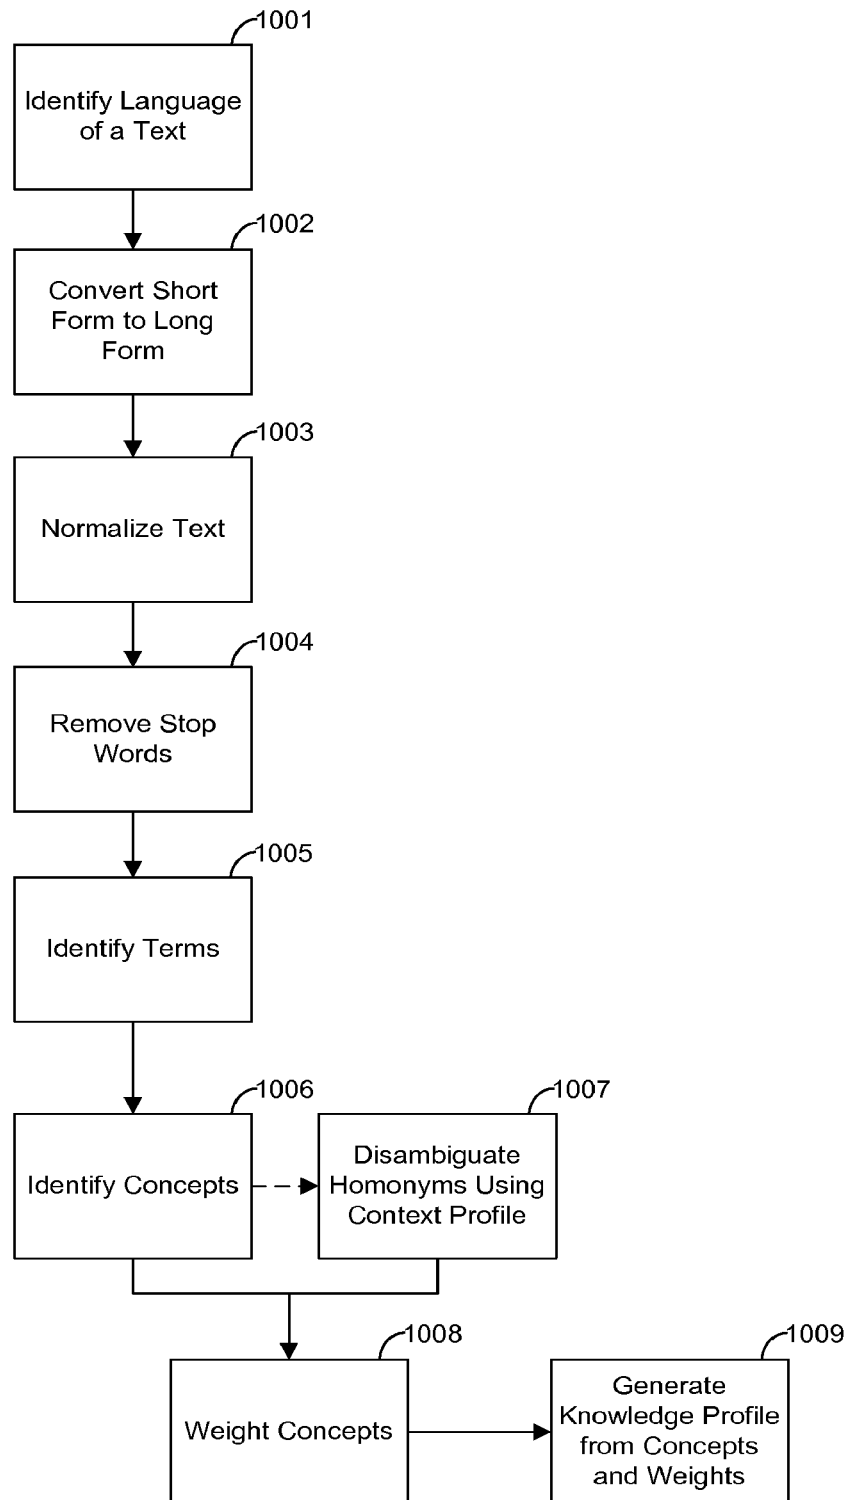 1001
Identify Language
of a Text
1002
Convert Short
Form to Long
Form
1003
Normalize Text
1004
Remove Stop
Words
1005
Identify Terms
1006
Identify Concepts
1007
Disambiguate
Homonyms Using
Context Profile
1008
Weight Concepts
1009
Generate
Knowledge Profile
from Concepts
and Weights